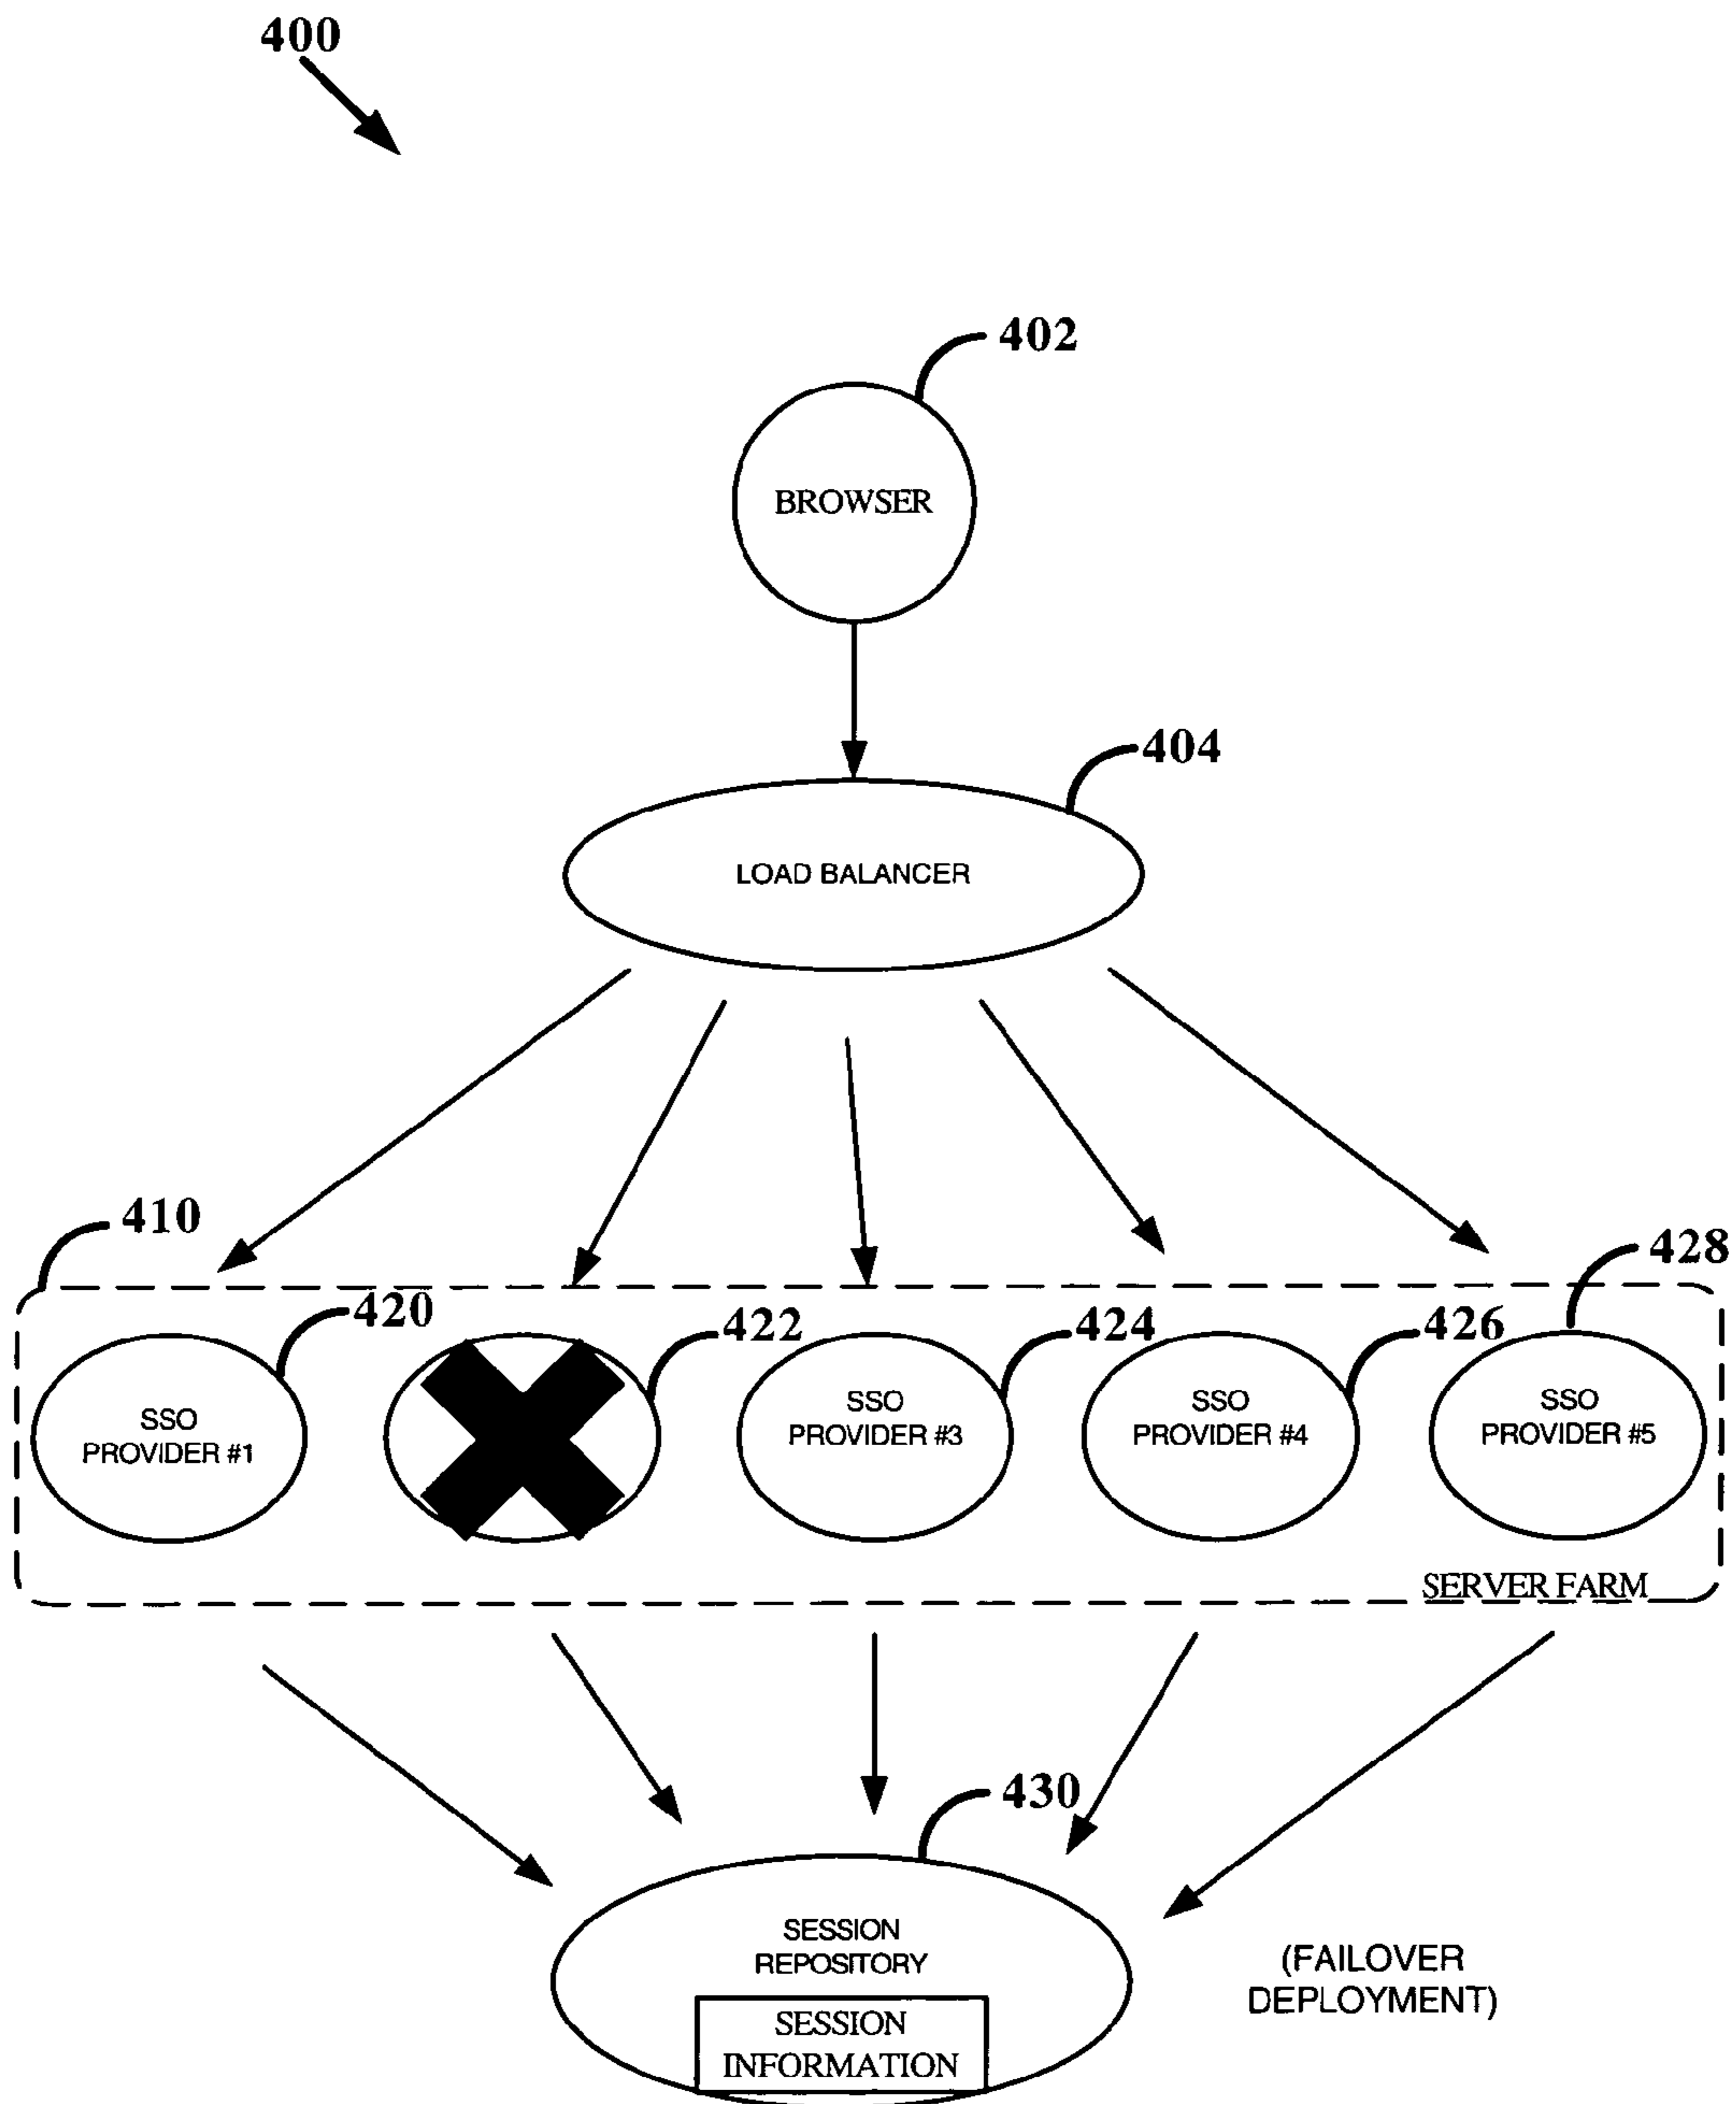 400
402
BROWSER
404
LOAD BALANCER
410
428
420
422
424
426
SSO
PROVIDER #1
SSO
PROVIDER #3
SSO
PROVIDER #4
SSO
PROVIDER #5
SERVER FARM
430
SESSION
REPOSITORY
SESSION
INFORMATION
(FAILOVER
DEPLOYMENT)